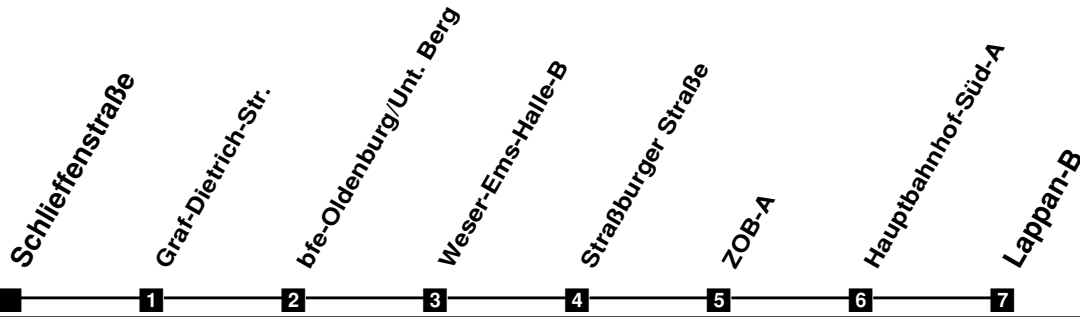 Schlieffenstraße
Graf-Dietrich-Str.
bfe-Oldenburg/Unt. Berg
Weser-Ems-Halle-B
Straßburger Straße
ZOB-A
Hauptbahnhof-Süd-A
Lappan-B
1 2 3 4 5 6 7